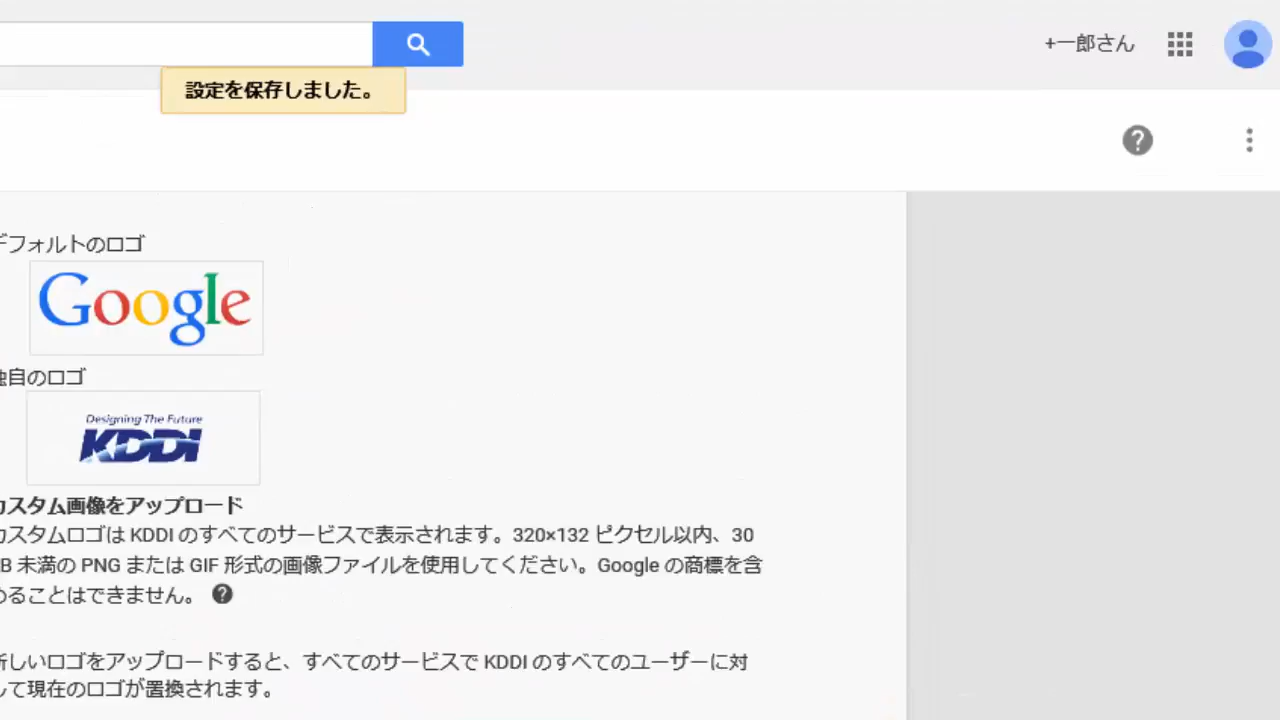 +一郎さん
設定を保存しました。
デフォルトのロゴ
Google
独自のロゴ
Designing The Future
KDDI
カスタム画像をアップロード
カスタムロゴは KDDI のすべてのサービスで表示されます。320×132 ピクセル以内、30
B 未満の PNG または GIF 形式の画像ファイルを使用してください。Google の商標を含
めることはできません。
新しいロゴをアップロードすると、すべてのサービスで KDDI のすべてのユーザーに対
して現在のロゴが置換されます。